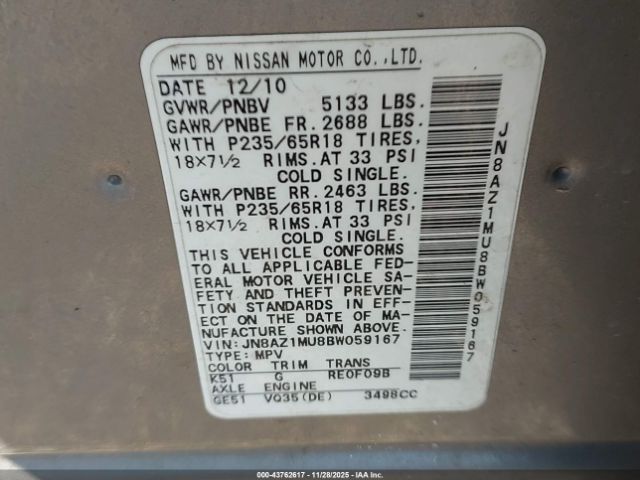 MFD BY NISSAN MOTOR CO.,LTD.
DATE 12/10
GVWR/PNBV 5133 LBS.
GAWR/PNBE FR. 2688 LBS.
WITH P235/65R18 TIRES,
18×7½ RIMS. AT 33 PSI
COLD SINGLE.
GAWR/PNBE RR. 2463 LBS.
WITH P235/65R18 TIRES,
18×7½ RIMS. AT 33 PSI
COLD SINGLE.
THIS VEHICLE CONFORMS
TO ALL APPLICABLE FED-
ERAL MOTOR VEHICLE SA-
FETY AND THEFT PREVEN-
TION STANDARDS IN EFF-
ECT ON THE DATE OF MA-
NUFACTURE SHOWN ABOVE.
VIN: JN8AZ1MU8BW059167
TYPE: MPV
COLOR TRIM TRANS
K51 G RE0F09B
AXLE ENGINE
GE51 VQ35(DE) 3498CC
JN8AZ1MU8BW059167
000-43762617 | 11/28/2025 | Copyright © IAA, Inc.